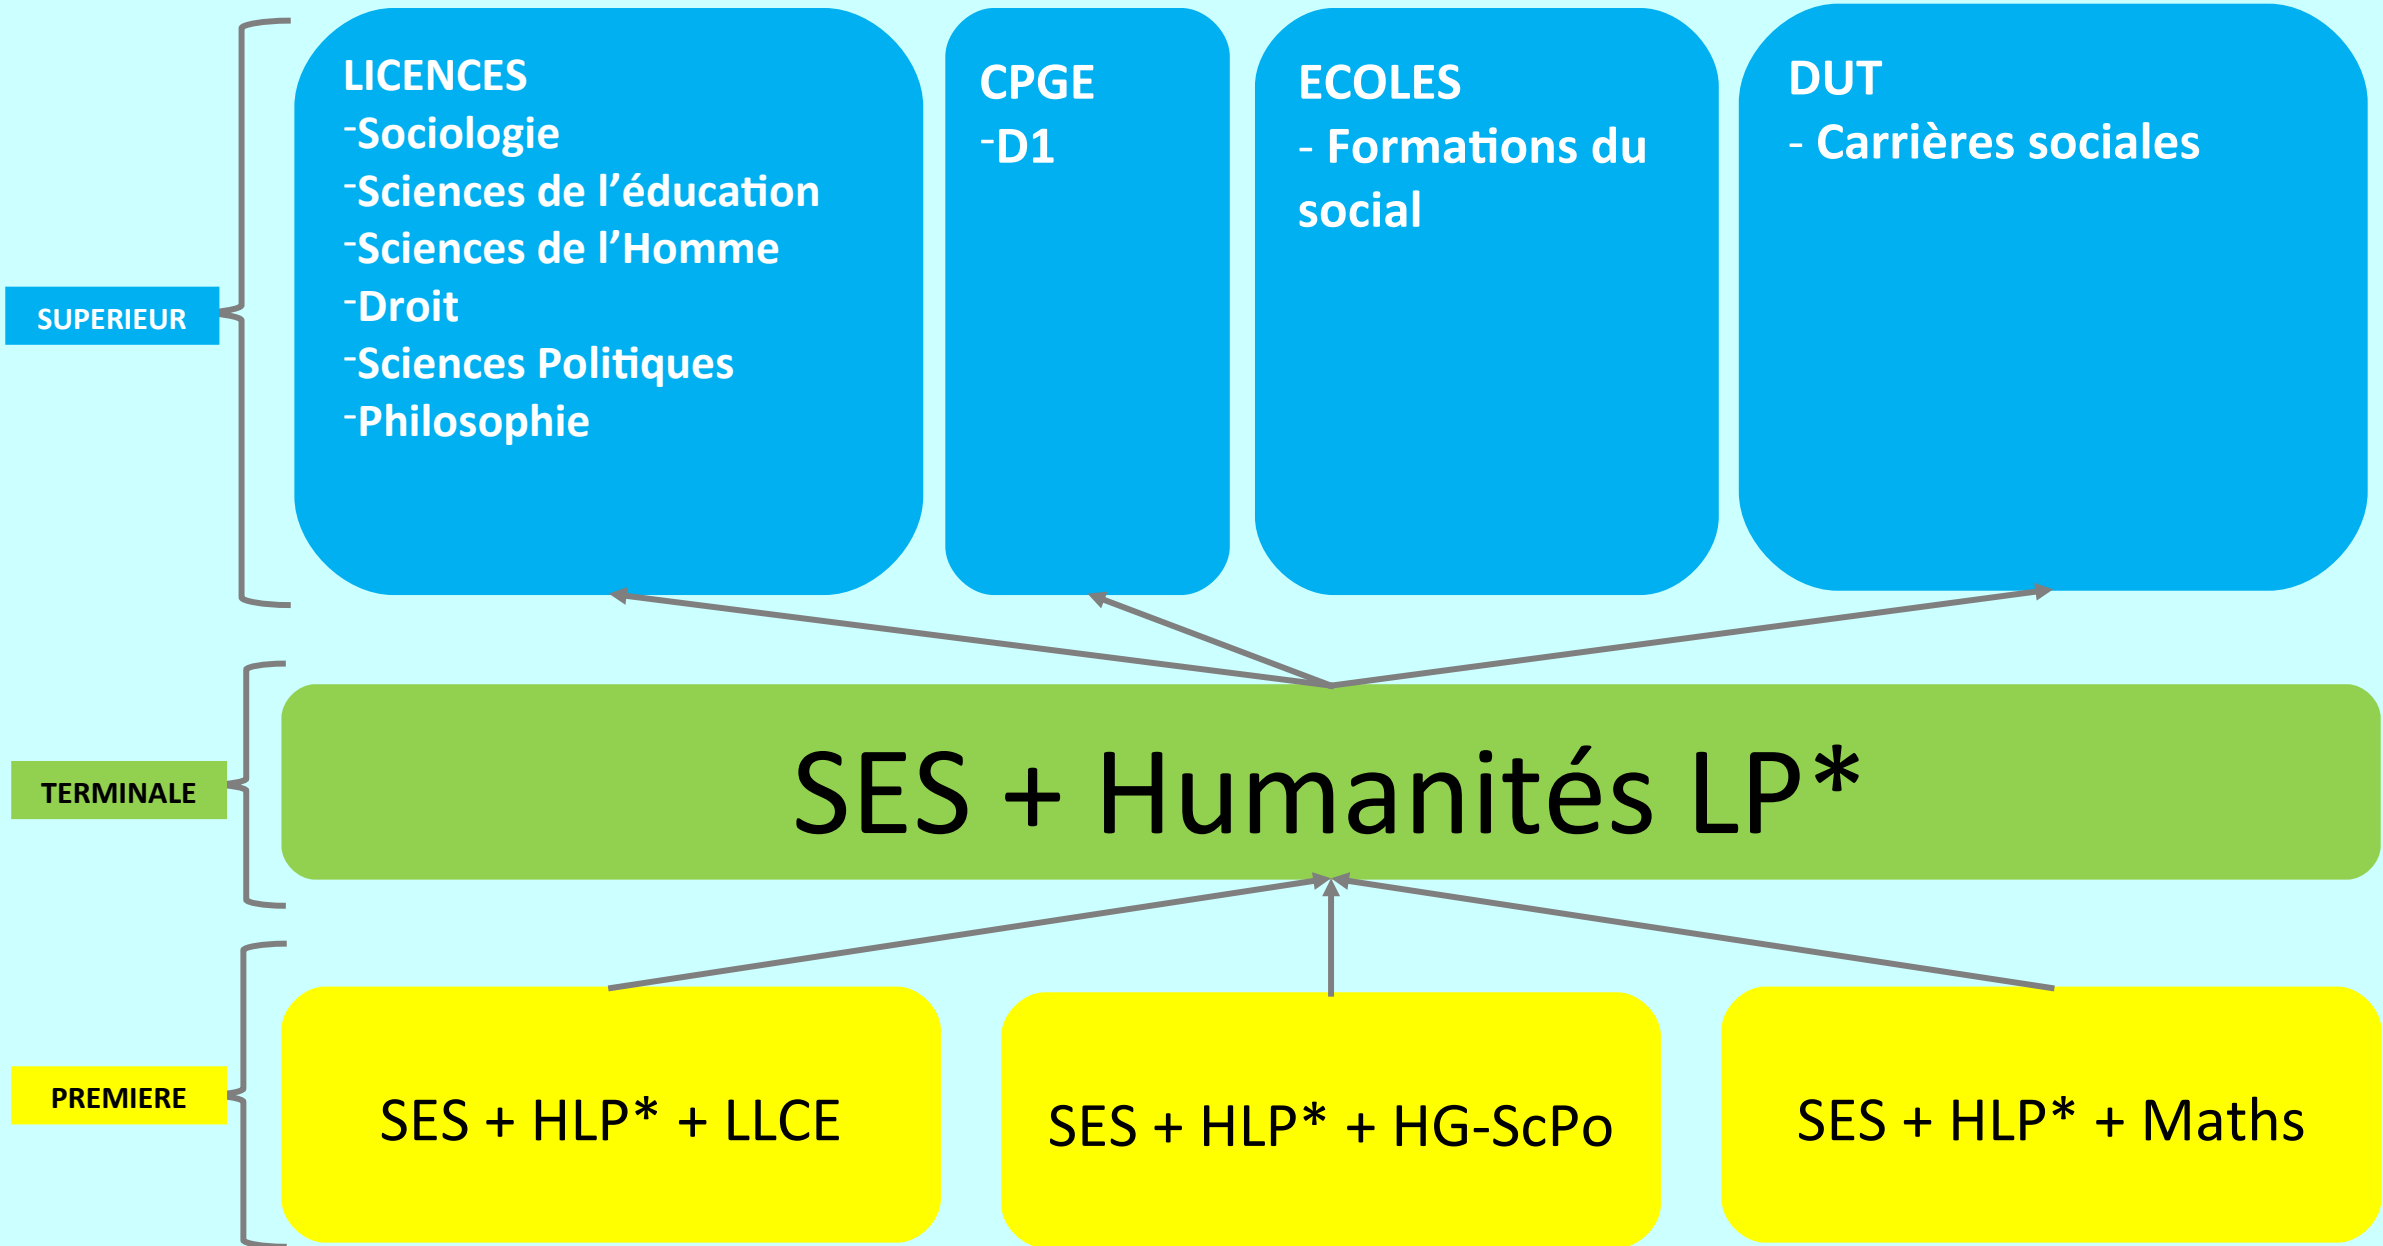 LICENCES
-Sociologie
-Sciences de l’éducation
-Sciences de l’Homme
-Droit
-Sciences Politiques
-Philosophie
CPGE
-D1
ECOLES
- Formations du
social
DUT
- Carrières sociales
SUPERIEUR
TERMINALE
SES + Humanités LP*
PREMIERE
SES + HLP* + LLCE
SES + HLP* + HG-ScPo
SES + HLP* + Maths